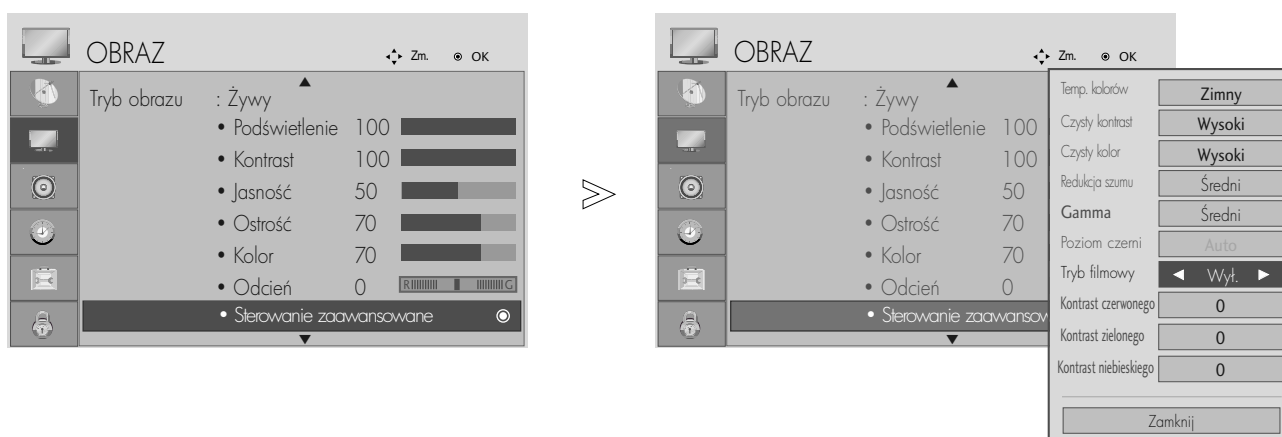 OBRAZ
Zm. OK
Tryb obrazu : Żywy
• Podświetlenie 100
• Kontrast 100
• Jasność 50
• Ostrość 70
• Kolor 70
• Odcień 0 R G
• Sterowanie zaawansowane
OBRAZ
Zm. OK
Tryb obrazu : Żywy
• Podświetlenie 100
• Kontrast 100
• Jasność 50
• Ostrość 70
• Kolor 70
• Odcień 0
• Sterowanie zaawansow
Temp. kolorów Zimny
Czysty kontrast Wysoki
Czysty kolor Wysoki
Redukcja szumu Średni
Gamma Średni
Poziom czerni Auto
Tryb filmowy ◄ Wył. ►
Kontrast czerwonego 0
Kontrast zielonego 0
Kontrast niebieskiego 0
Zamknij